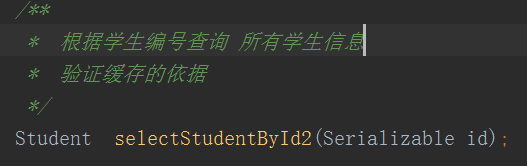 /**
 * 根据学生编号查询 所有学生信息
 * 验证缓存的依据
 */
Student  selectStudentById2(Serializable id);